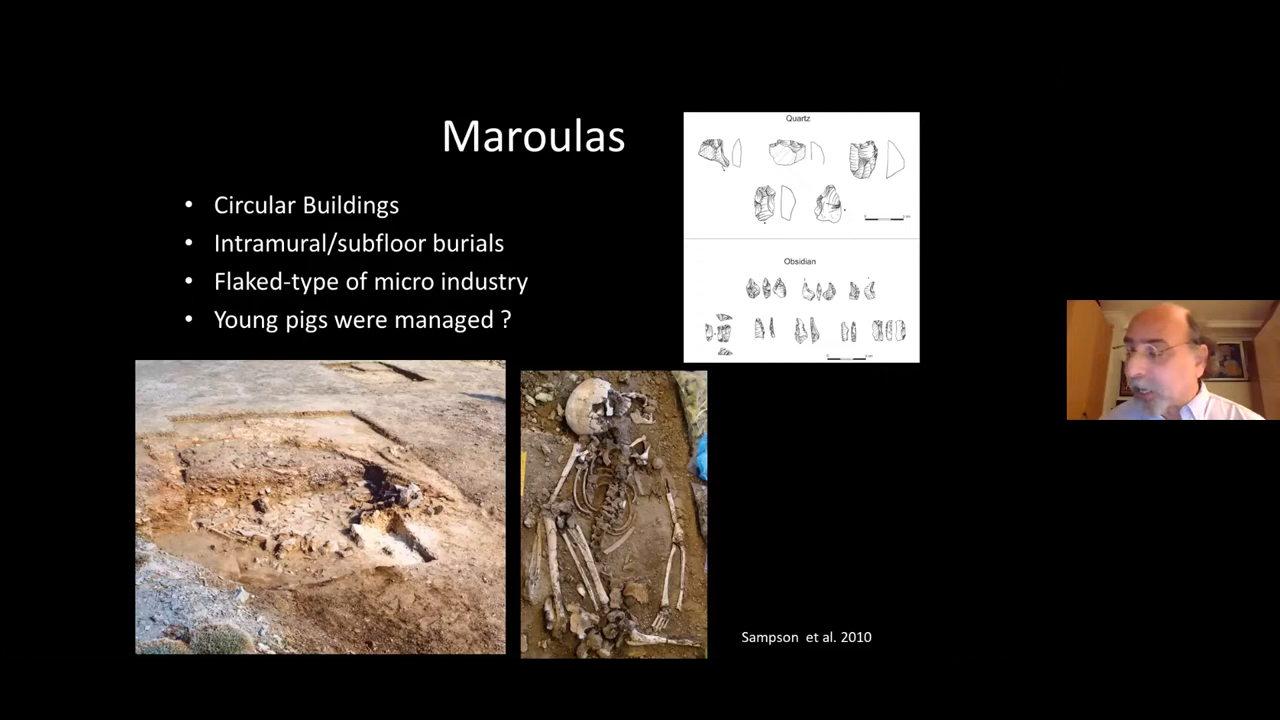 Maroulas
• Circular Buildings
• Intramural/subfloor burials
• Flaked-type of micro industry
• Young pigs were managed ?
Quartz
Obsidian
Sampson et al. 2010